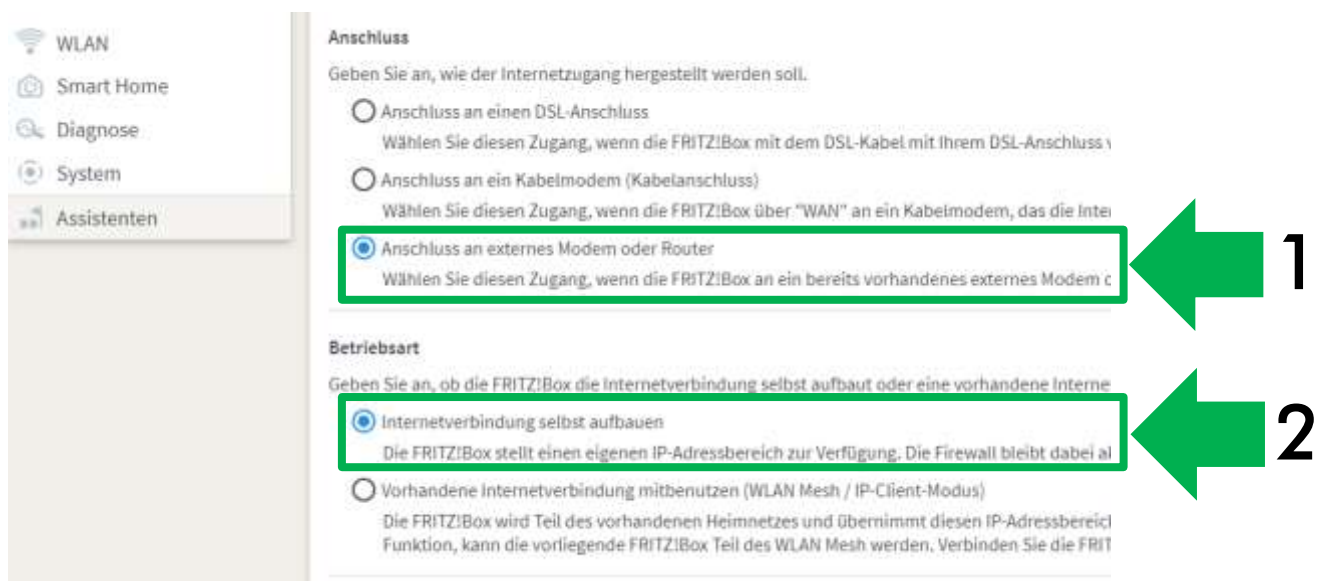 WLAN
Smart Home
Diagnose
System
Assistenten
Anschluss
Geben Sie an, wie der Internetzugang hergestellt werden soll.
Anschluss an einen DSL-Anschluss
Wählen Sie diesen Zugang, wenn die FRITZ!Box mit dem DSL-Kabel mit Ihrem DSL-Anschluss
Anschluss an ein Kabelmodem (Kabelanschluss)
Wählen Sie diesen Zugang, wenn die FRITZ!Box über "WAN" an ein Kabelmodem, das die Inter
Anschluss an externes Modem oder Router
Wählen Sie diesen Zugang, wenn die FRITZ!Box an ein bereits vorhandenes externes Modem
1
Betriebsart
Geben Sie an, ob die FRITZ!Box die Internetverbindung selbst aufbaut oder eine vorhandene Interne
Internetverbindung selbst aufbauen
Die FRITZ!Box stellt einen eigenen IP-Adressbereich zur Verfügung. Die Firewall bleibt dabei
2
Vorhandene Internetverbindung mitbenutzen (WLAN Mesh / IP-Client-Modus)
Die FRITZ!Box wird Teil des vorhandenen Heimnetzes und übernimmt diesen IP-Adressbereich
Funktion, kann die vorliegende FRITZ!Box Teil des WLAN Mesh werden. Verbinden Sie die FRIT